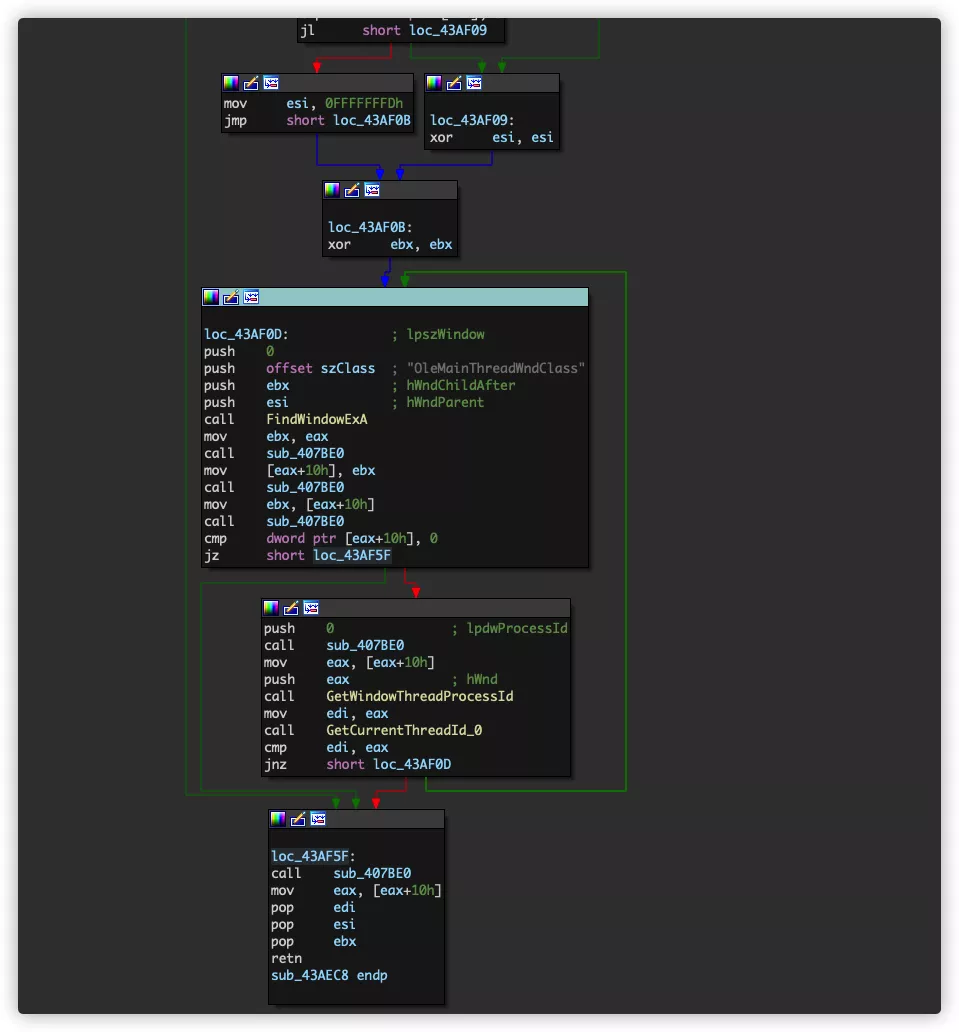 jl short loc_43AF09
mov esi, 0FFFFFFFDh
jmp short loc_43AF0B
loc_43AF09:
xor esi, esi
loc_43AF0B:
xor ebx, ebx
loc_43AF0D: ; lpszWindow
push 0
push offset szClass ; "OleMainThreadWndClass"
push ebx ; hWndChildAfter
push esi ; hWndParent
call FindWindowExA
mov ebx, eax
call sub_407BE0
mov [eax+10h], ebx
call sub_407BE0
mov ebx, [eax+10h]
call sub_407BE0
cmp dword ptr [eax+10h], 0
jz short loc_43AF5F
push 0 ; lpdwProcessId
call sub_407BE0
mov eax, [eax+10h]
push eax ; hWnd
call GetWindowThreadProcessId
mov edi, eax
call GetCurrentThreadId_0
cmp edi, eax
jnz short loc_43AF0D
loc_43AF5F:
call sub_407BE0
mov eax, [eax+10h]
pop edi
pop esi
pop ebx
retn
sub_43AEC8 endp